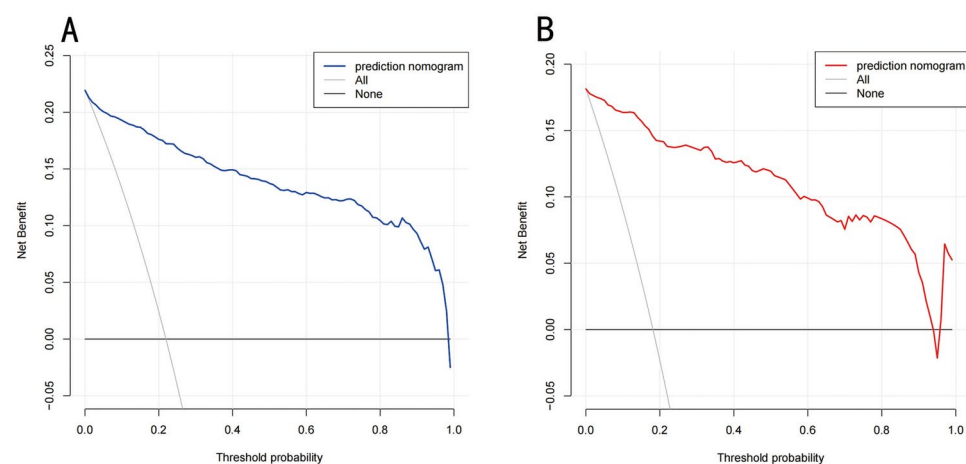 A
prediction nomogram
All
None
Net Benefit
0.25
0.20
0.15
0.10
0.05
0.00
−0.05
0.0 0.2 0.4 0.6 0.8 1.0
Threshold probability
B
prediction nomogram
All
None
Net Benefit
0.20
0.15
0.10
0.05
0.00
−0.05
0.0 0.2 0.4 0.6 0.8 1.0
Threshold probability